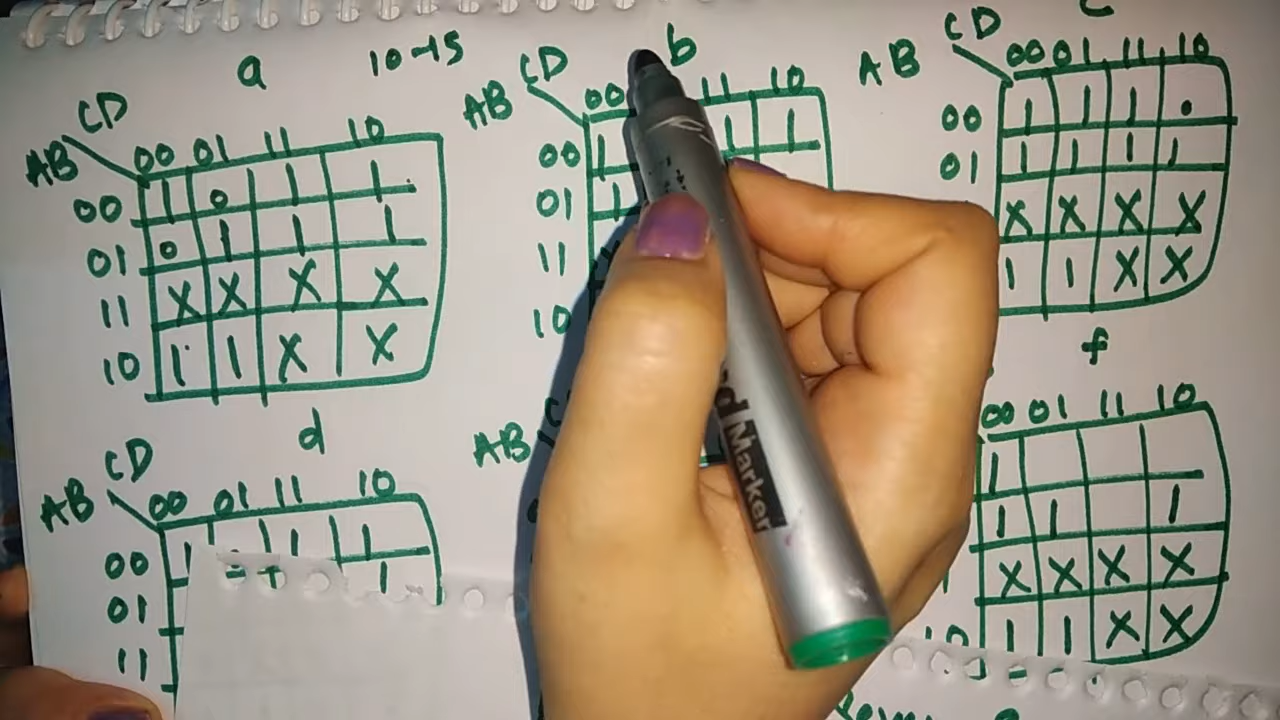 a 10-15
CD
AB 00 01 11 10
00 1 0 1 1 1
01 0 1 1 1
11 X X X X
10 1 1 X X
b
CD
AB 00 11 10
00 1 1 1
01 1
11
10
c
CD
AB 00 01 11 10
00 1 1 1 0
01 1 1 1 1
X X X X
1 1 X X
d
CD
AB 00 01 11 10
00 1 1 1
01 1
11
AB
f
00 01 11 10
1
1 1 1
X X X X
10 1 1 X X
Marker